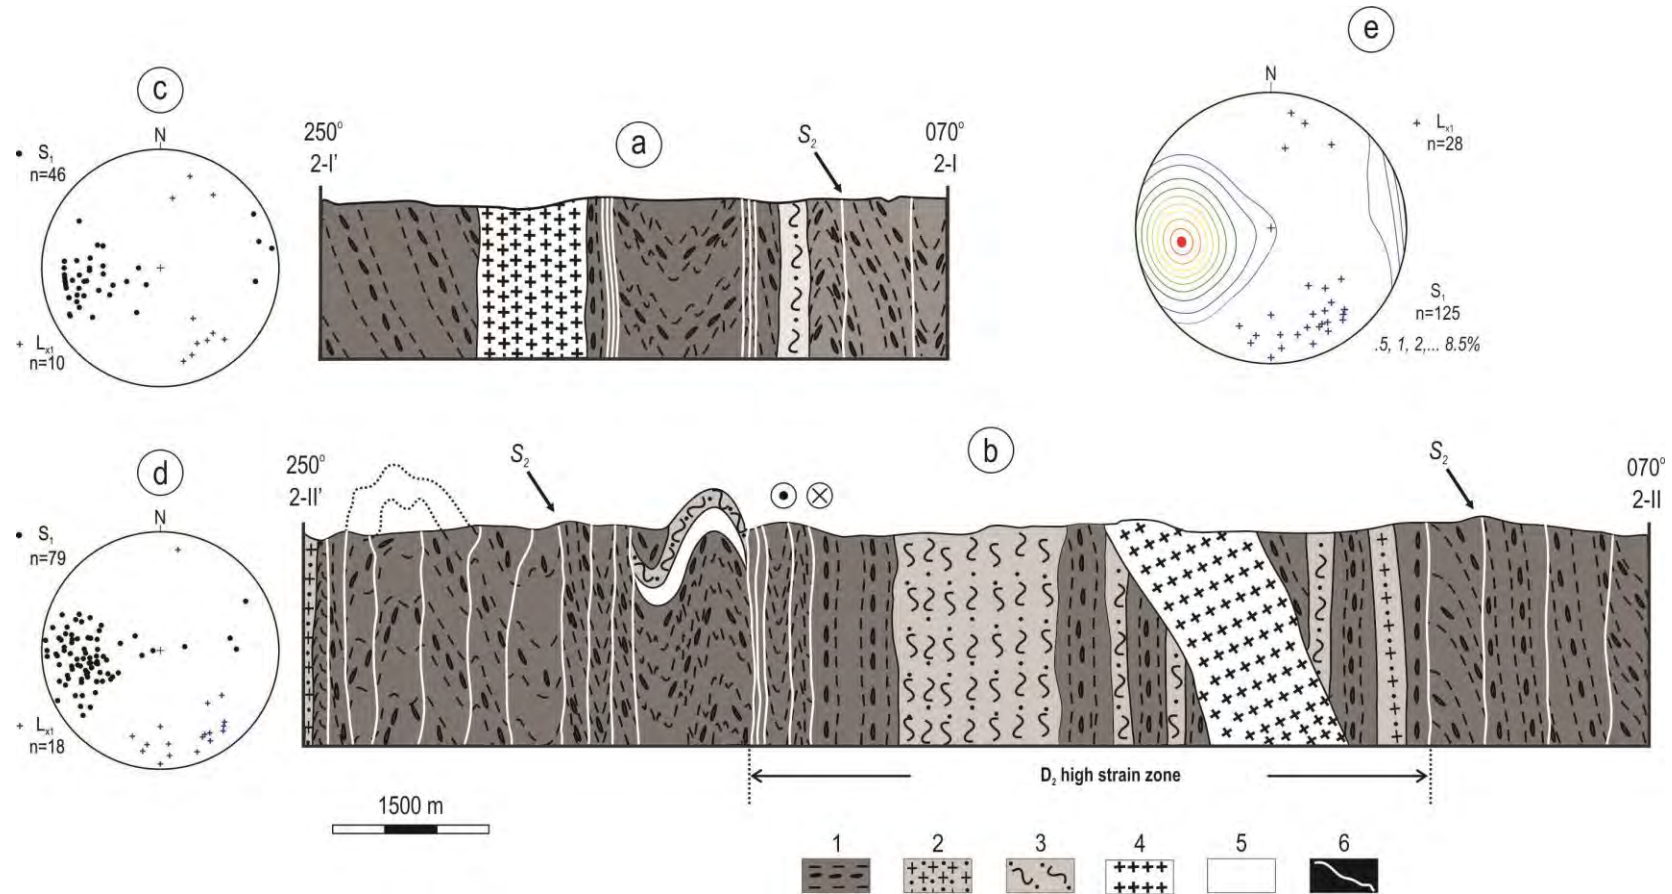 e
c
N
N
250°
070°
S₁
n=46
2-I'
a
S₂
2-I
Lₓ₁
n=28
Lₓ₁
n=10
S₁
n=125
.5, 1, 2,... 8.5%
d
b
250°
S₂
S₂
070°
2-II'
2-II
N
S₁
n=79
Lₓ₁
n=18
D₂ high strain zone
1500 m
1 2 3 4 5 6